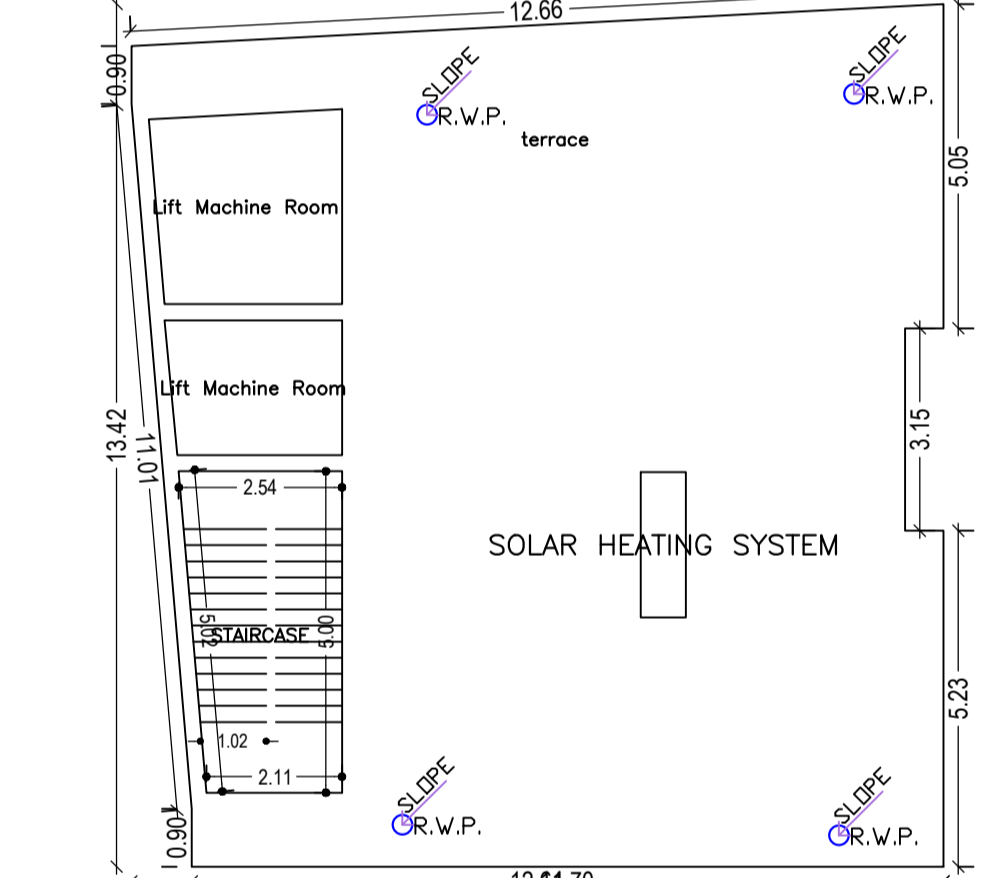 12.66
SLOPE
SLOPE
0.90
R.W.P.
R.W.P.
terrace
5.05
Lift Machine Room
Lift Machine Room
13.42
11.01
3.15
2.54
SOLAR HEATING SYSTEM
5.02
STAIRCASE
5.00
5.23
1.02
2.11
SLOPE
SLOPE
R.W.P.
R.W.P.
0.90